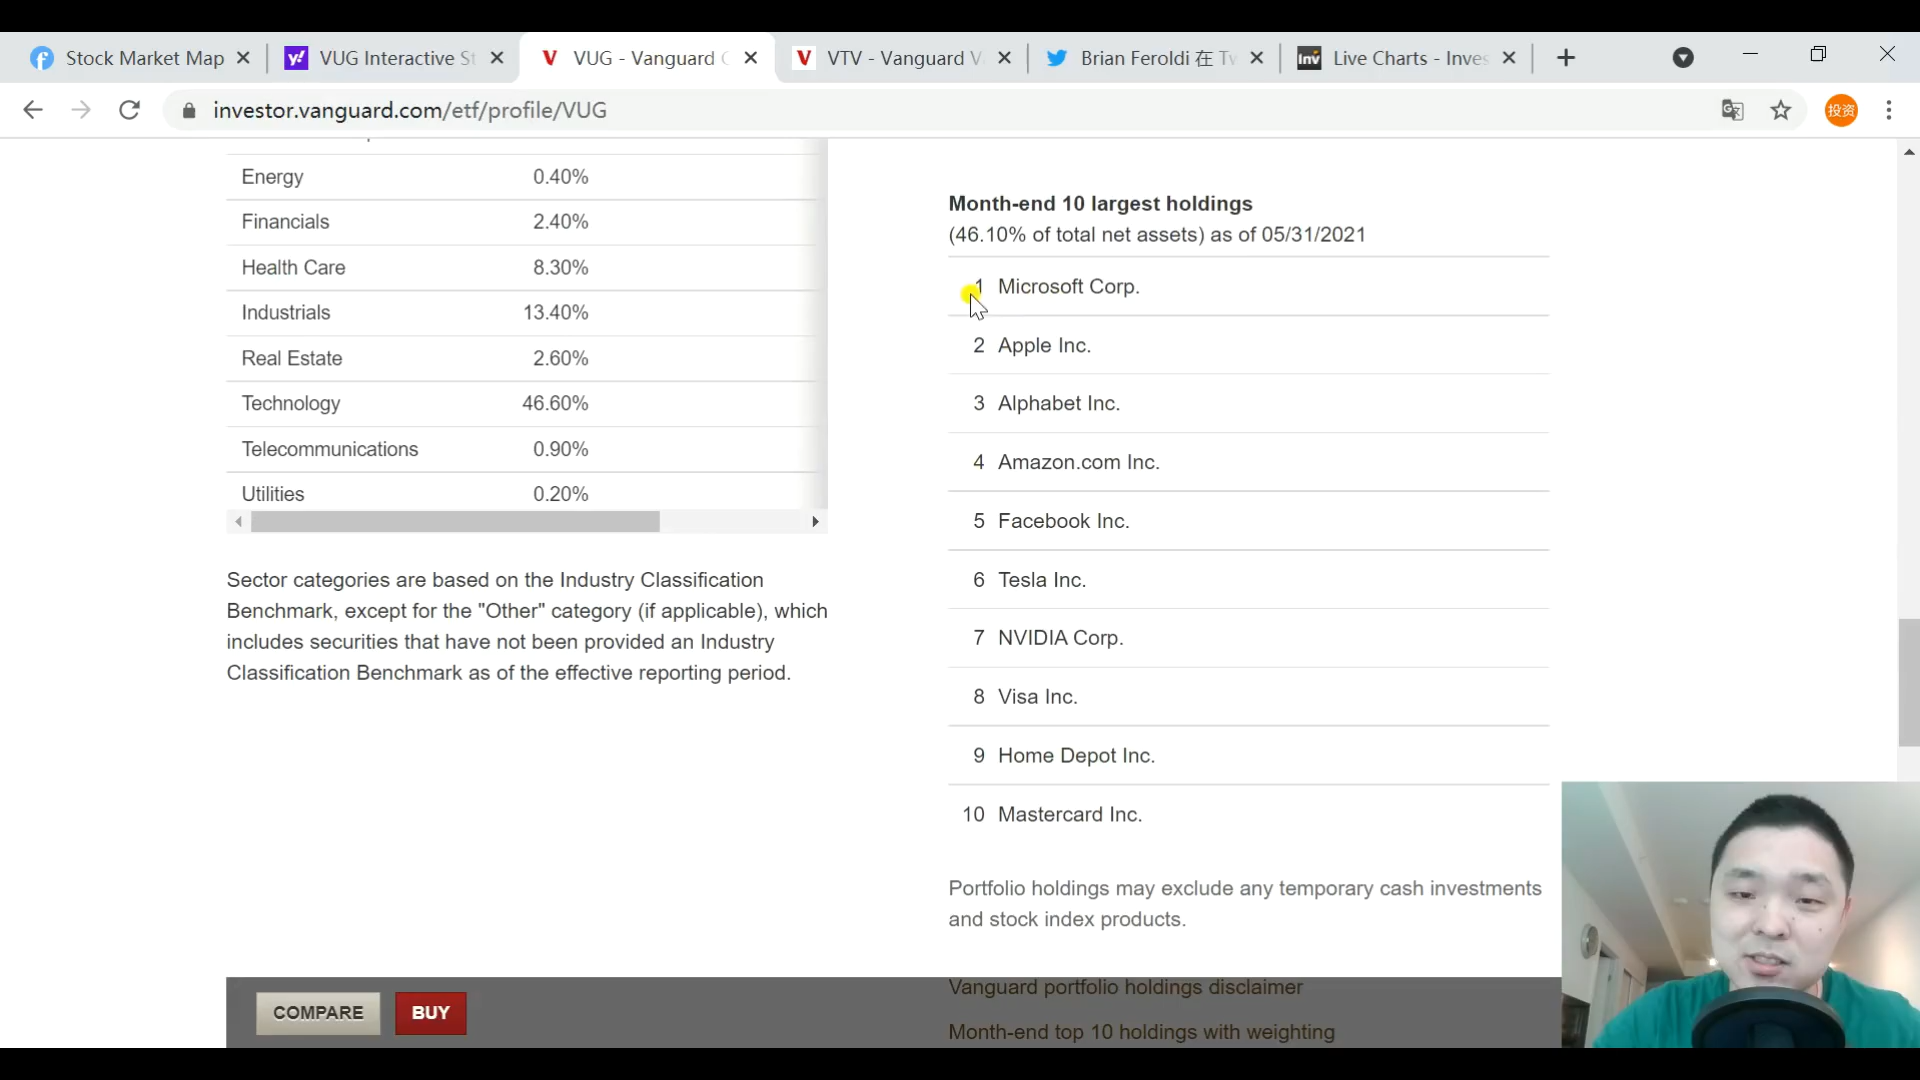 Stock Market Map
VUG Interactive St
VUG - Vanguard G
VTV - Vanguard V
Brian Feroldi 在 Tw
Live Charts - Inves
investor.vanguard.com/etf/profile/VUG
投资
Energy 0.40%
Financials 2.40%
Health Care 8.30%
Industrials 13.40%
Real Estate 2.60%
Technology 46.60%
Telecommunications 0.90%
Utilities 0.20%
Sector categories are based on the Industry Classification
Benchmark, except for the "Other" category (if applicable), which
includes securities that have not been provided an Industry
Classification Benchmark as of the effective reporting period.
Month-end 10 largest holdings
(46.10% of total net assets) as of 05/31/2021
1 Microsoft Corp.
2 Apple Inc.
3 Alphabet Inc.
4 Amazon.com Inc.
5 Facebook Inc.
6 Tesla Inc.
7 NVIDIA Corp.
8 Visa Inc.
9 Home Depot Inc.
10 Mastercard Inc.
Portfolio holdings may exclude any temporary cash investments
and stock index products.
Vanguard portfolio holdings disclaimer
Month-end top 10 holdings with weighting
COMPARE
BUY